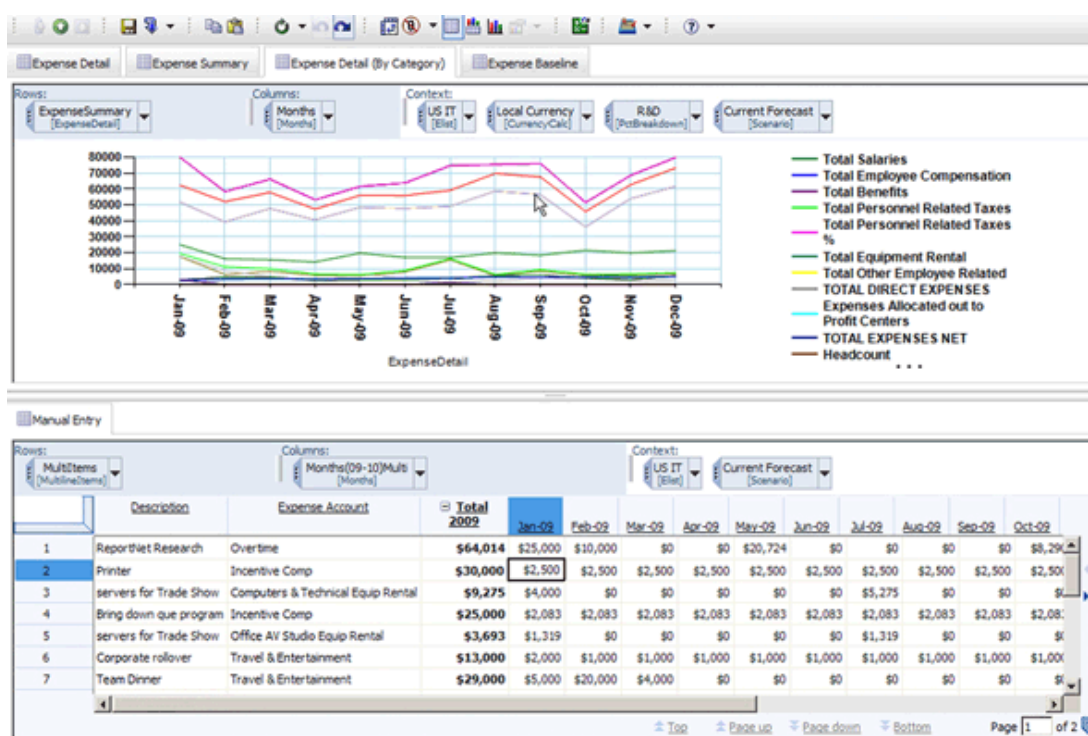 Expense Detail Expense Summary Expense Detail (By Category) Expense Baseline
Rows: Columns: Context:
ExpenseSummary Months US IT Local Currency R&D Current Forecast
[ExpenseDetail] [Months] [Elist] [CurrencyCalc] [PctBreakdown] [Scenario]
80000
70000
60000
50000
40000
30000
20000
10000
0
Jan-09 Feb-09 Mar-09 Apr-09 May-09 Jun-09 Jul-09 Aug-09 Sep-09 Oct-09 Nov-09 Dec-09
ExpenseDetail
Total Salaries
Total Employee Compensation
Total Benefits
Total Personnel Related Taxes
Total Personnel Related Taxes
%
Total Equipment Rental
Total Other Employee Related
TOTAL DIRECT EXPENSES
Expenses Allocated out to
Profit Centers
TOTAL EXPENSES NET
Headcount
Manual Entry
Rows: Columns: Context:
MultiItems Months(09-10)Multi US IT Current Forecast
[MultilineItems] [Months] [Elist] [Scenario]
Description Expense Account Total
2009 Jan-09 Feb-09 Mar-09 Apr-09 May-09 Jun-09 Jul-09 Aug-09 Sep-09 Oct-09
1 ReportNet Research Overtime $64,014 $25,000 $10,000 $0 $0 $20,724 $0 $0 $0 $0 $8,29
2 Printer Incentive Comp $30,000 $2,500 $2,500 $2,500 $2,500 $2,500 $2,500 $2,500 $2,500 $2,500 $2,50
3 servers for Trade Show Computers & Technical Equip Rental $9,275 $4,000 $0 $0 $0 $0 $0 $5,275 $0 $0
4 Bring down que program Incentive Comp $25,000 $2,083 $2,083 $2,083 $2,083 $2,083 $2,083 $2,083 $2,083 $2,083 $2,08
5 servers for Trade Show Office AV Studio Equip Rental $3,693 $1,319 $0 $0 $0 $0 $0 $1,319 $0 $0
6 Corporate rollover Travel & Entertainment $13,000 $2,000 $1,000 $1,000 $1,000 $1,000 $1,000 $1,000 $1,000 $1,000 $1,00
7 Team Dinner Travel & Entertainment $29,000 $5,000 $20,000 $4,000 $0 $0 $0 $0 $0 $0
Top Page up Page down Bottom Page 1 of 2